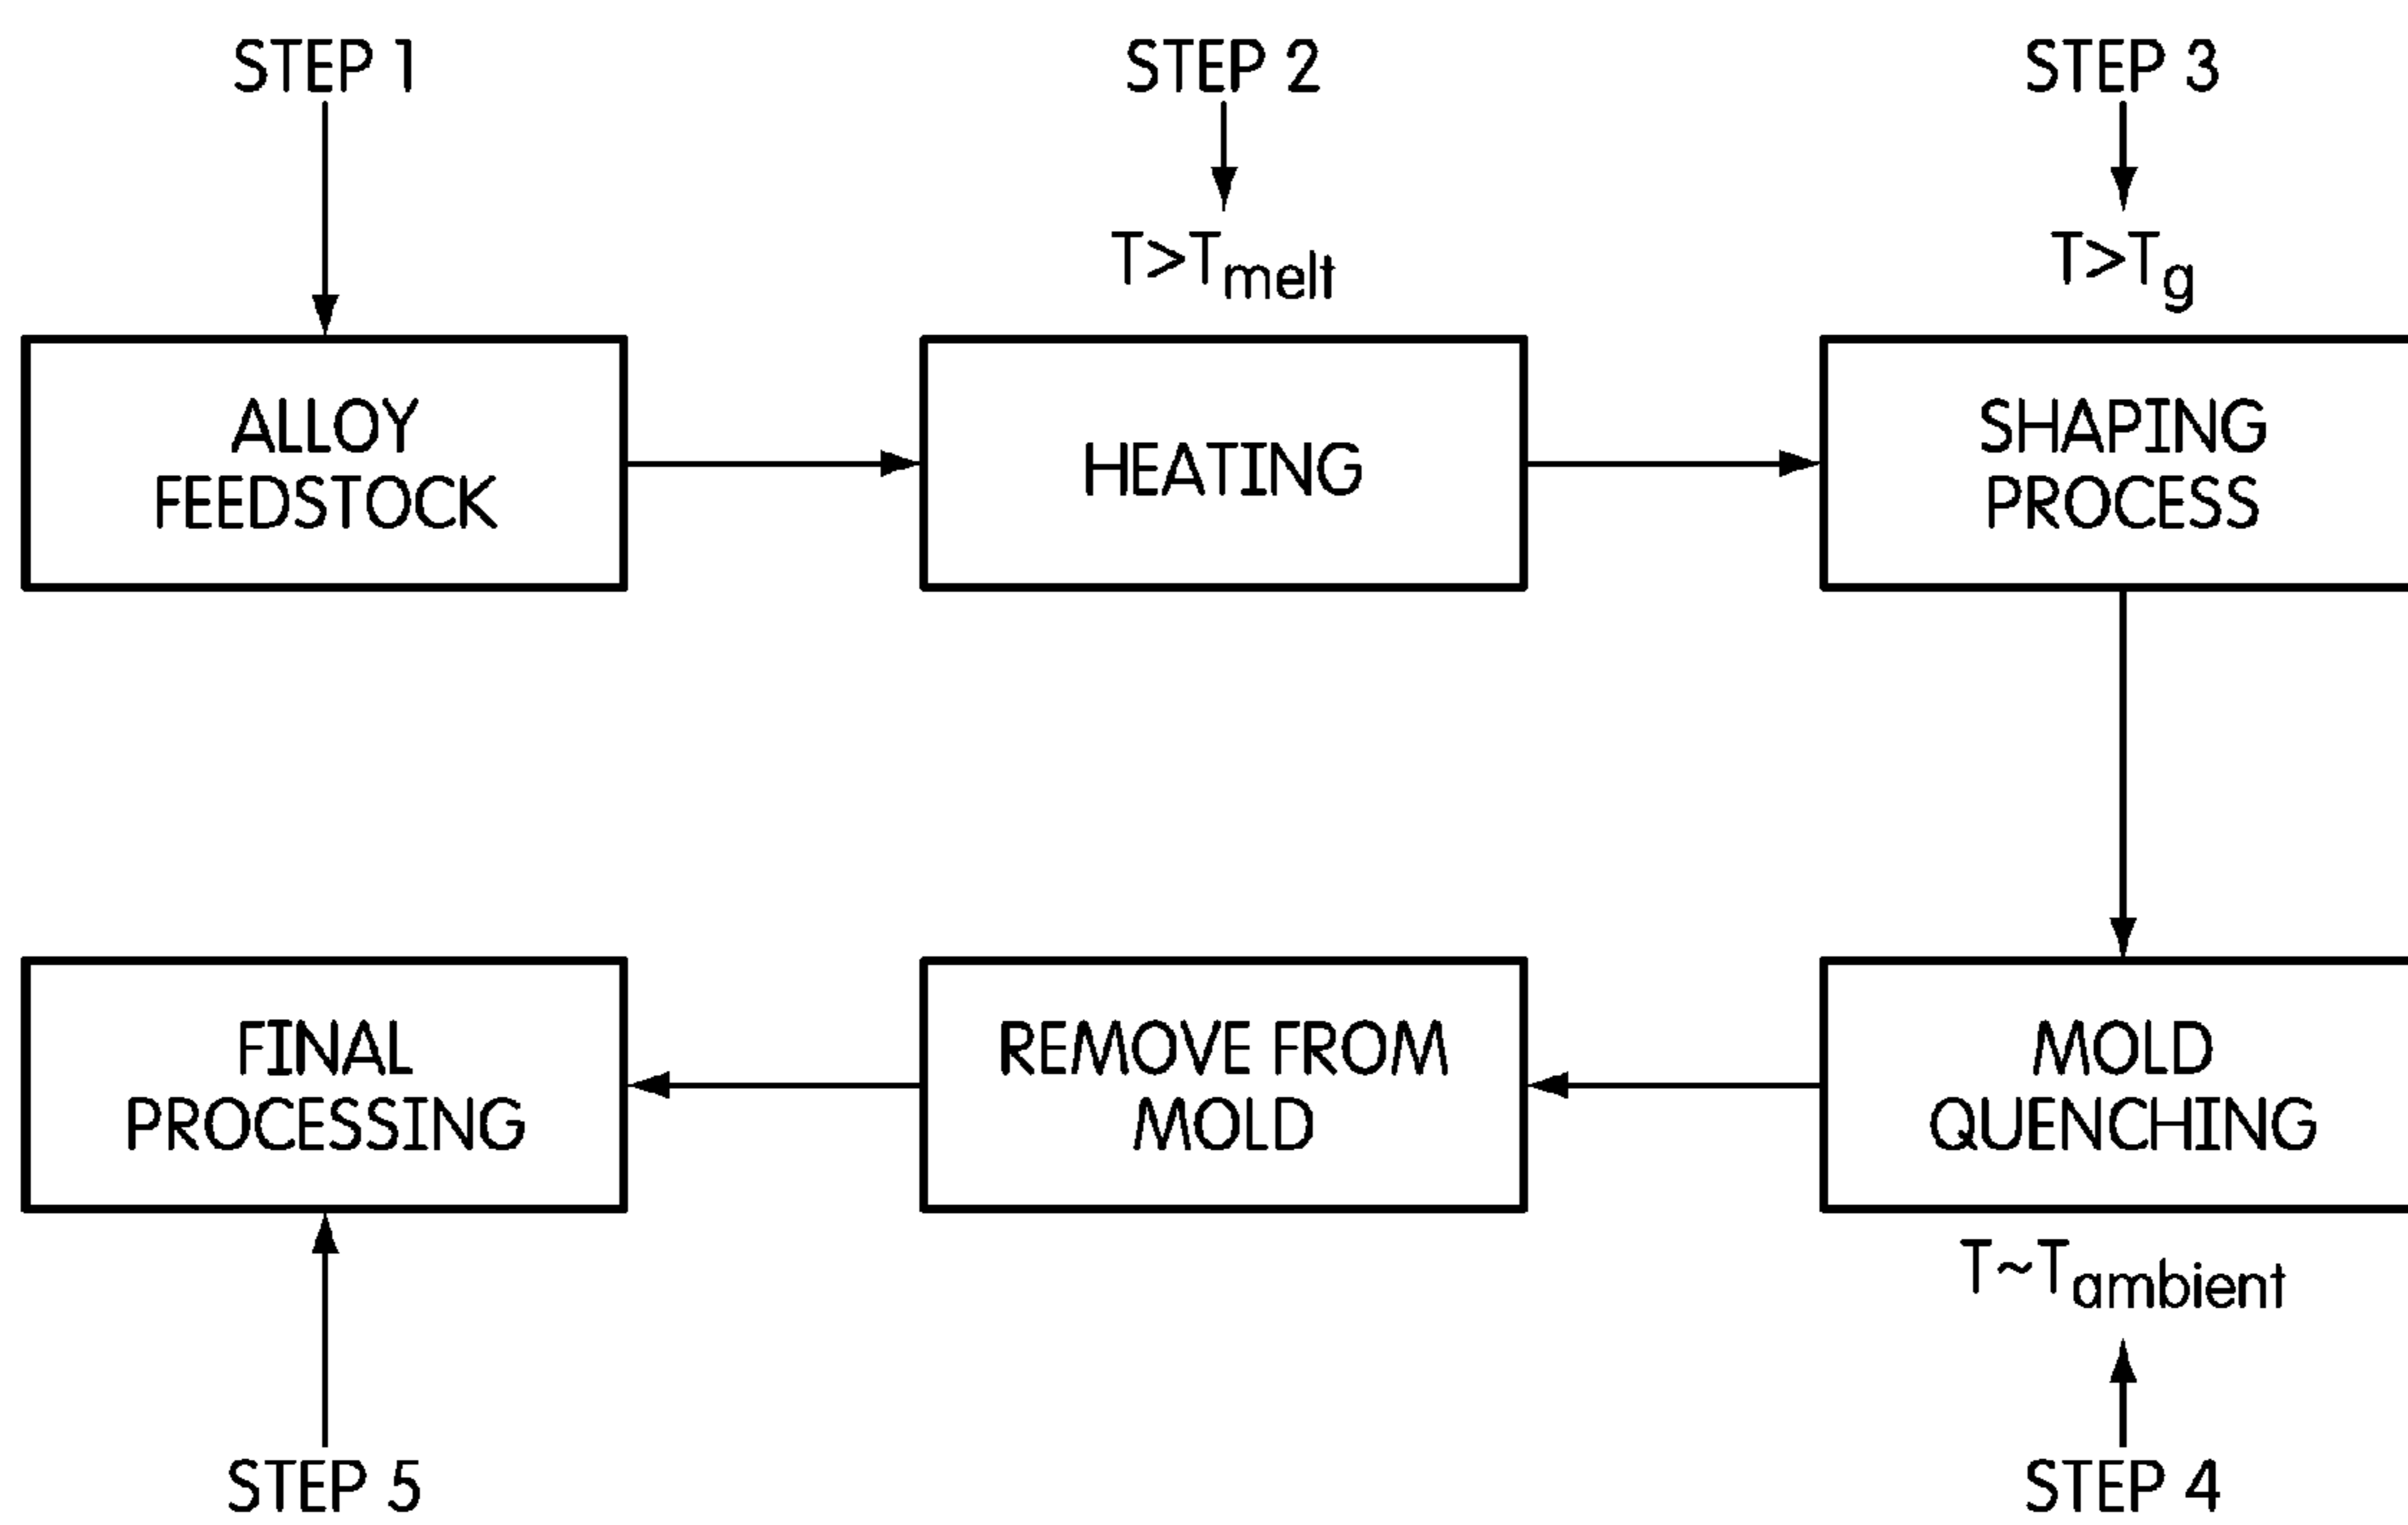 STEP 1
STEP 2
STEP 3
T>Tmelt
T>Tg
ALLOY
FEEDSTOCK
HEATING
SHAPING
PROCESS
FINAL
PROCESSING
REMOVE FROM
MOLD
MOLD
QUENCHING
T~Tambient
STEP 5
STEP 4